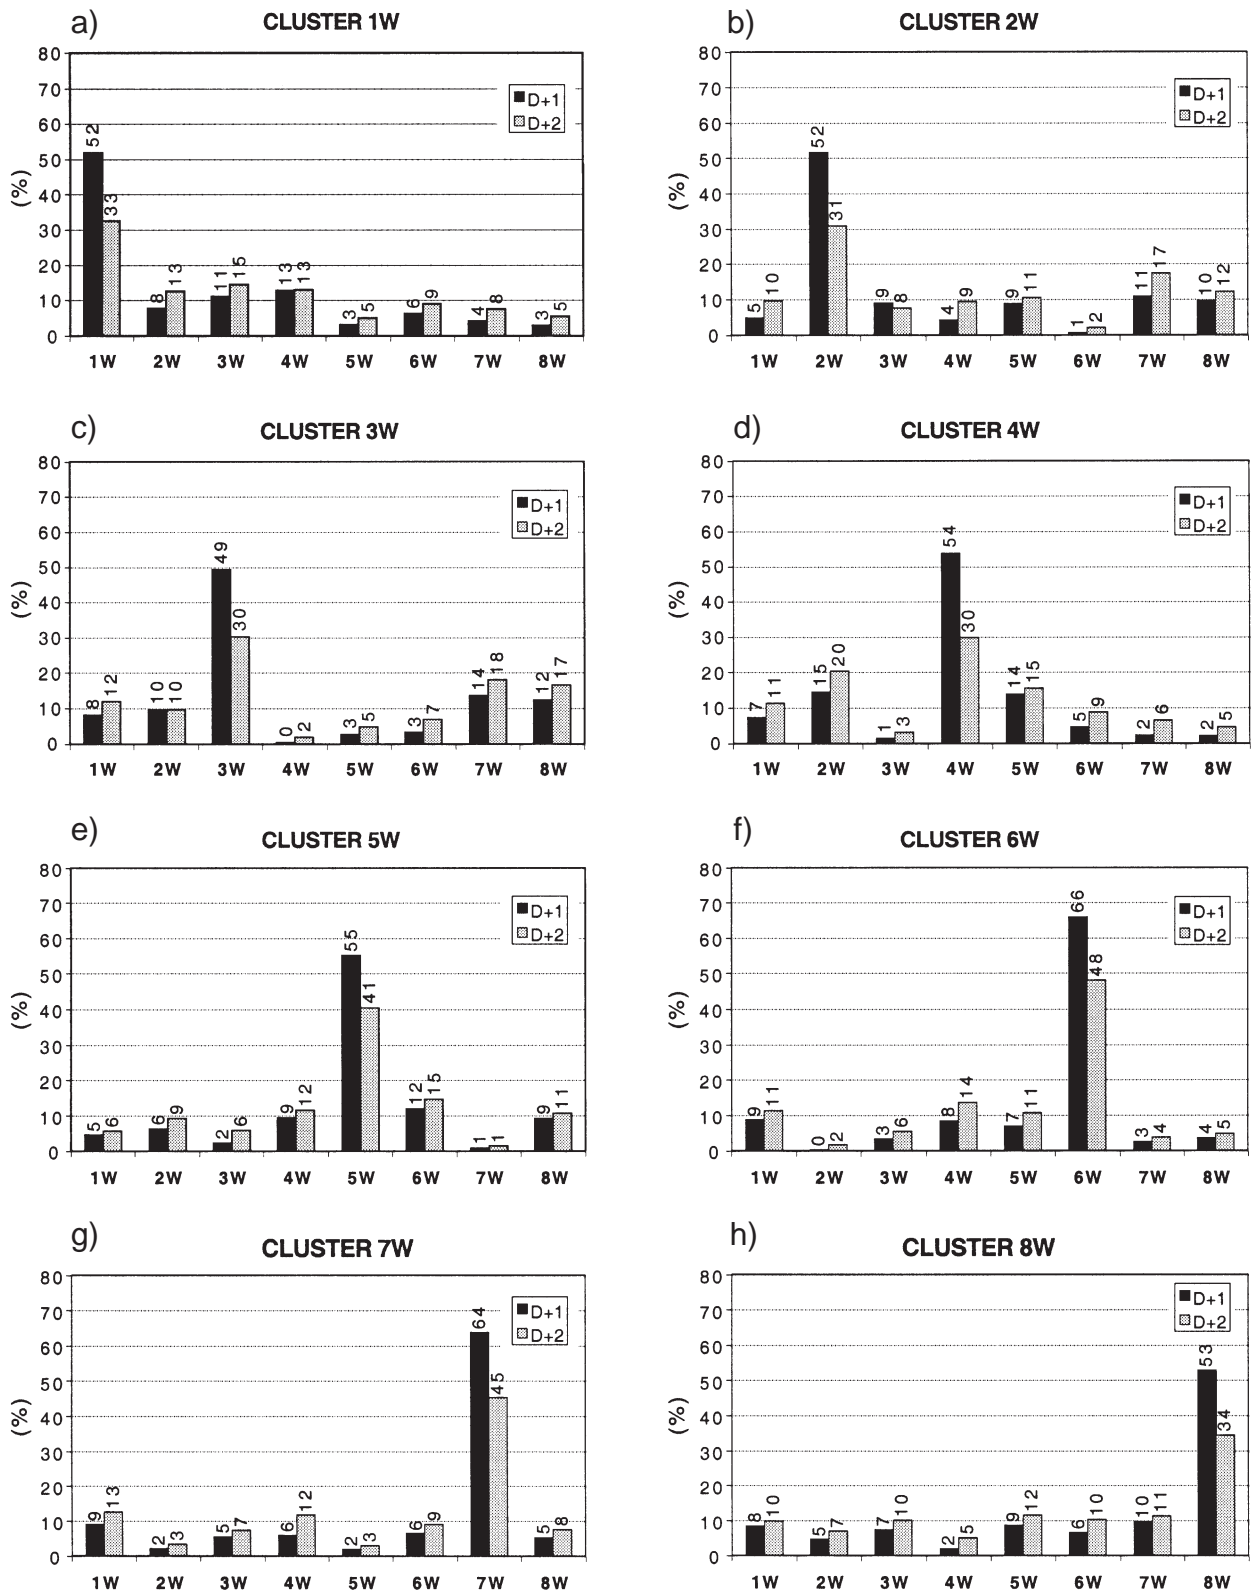 a) CLUSTER 1W
80
70
60
50
40
30
20
10
0
(%)
D+1
D+2
52 33 8 13 11 15 13 13 3 5 6 9 4 8 3 5
1W 2W 3W 4W 5W 6W 7W 8W
b) CLUSTER 2W
80
70
60
50
40
30
20
10
0
(%)
D+1
D+2
5 10 52 31 9 8 4 9 9 11 1 2 11 17 10 12
1W 2W 3W 4W 5W 6W 7W 8W
c) CLUSTER 3W
80
70
60
50
40
30
20
10
0
(%)
D+1
D+2
8 12 10 10 49 30 0 2 3 5 3 7 14 18 12 17
1W 2W 3W 4W 5W 6W 7W 8W
d) CLUSTER 4W
80
70
60
50
40
30
20
10
0
(%)
D+1
D+2
7 11 15 20 1 3 54 30 14 15 5 9 2 6 2 5
1W 2W 3W 4W 5W 6W 7W 8W
e) CLUSTER 5W
80
70
60
50
40
30
20
10
0
(%)
D+1
D+2
5 6 6 9 2 6 9 12 55 41 12 15 1 1 9 11
1W 2W 3W 4W 5W 6W 7W 8W
f) CLUSTER 6W
80
70
60
50
40
30
20
10
0
(%)
D+1
D+2
9 11 0 2 3 6 8 14 7 11 66 48 3 4 4 5
1W 2W 3W 4W 5W 6W 7W 8W
g) CLUSTER 7W
80
70
60
50
40
30
20
10
0
(%)
D+1
D+2
9 13 2 3 5 7 6 12 2 3 6 9 64 45 5 8
1W 2W 3W 4W 5W 6W 7W 8W
h) CLUSTER 8W
80
70
60
50
40
30
20
10
0
(%)
D+1
D+2
8 10 5 7 7 10 2 5 9 12 6 10 10 11 53 34
1W 2W 3W 4W 5W 6W 7W 8W